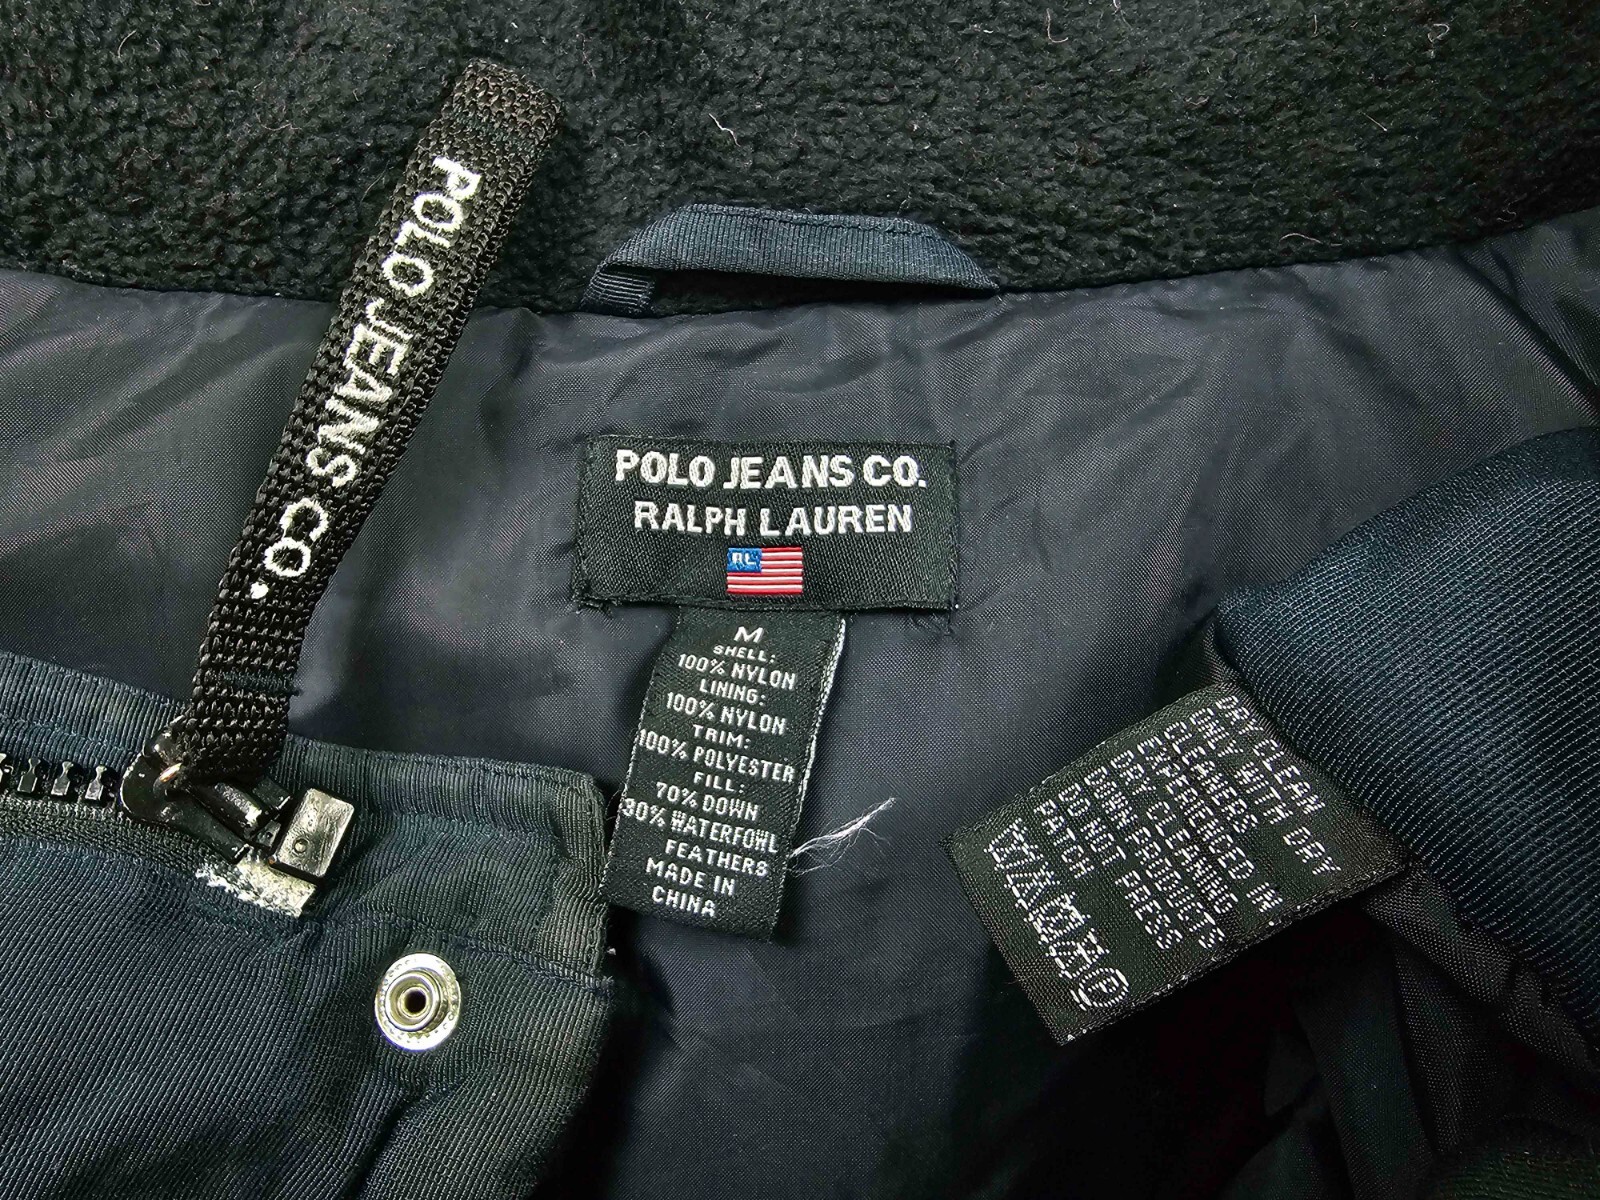 POLO JEANS CO.
POLO JEANS CO.
RALPH LAUREN
RL
M
SHELL:
100% NYLON
LINING:
100% NYLON
TRIM:
100% POLYESTER
FILL:
70% DOWN
30% WATERFOWL
FEATHERS
MADE IN
CHINA
DRY CLEAN
ONLY WITH DRY
CLEANERS
EXPERIENCED IN
DRY CLEANING
DOWN PRODUCTS
DO NOT PRESS
BATCH
P